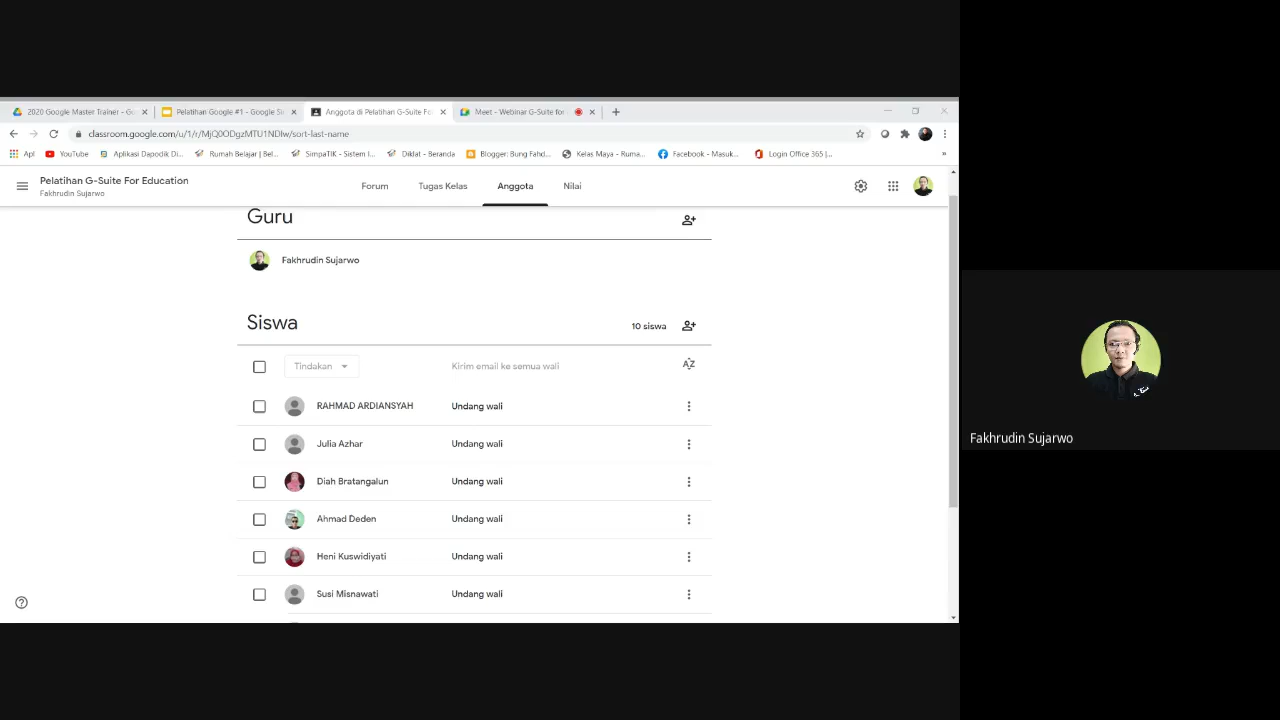 2020 Google Master Trainer - Go
Pelatihan Google #1 - Google Sl
Anggota di Pelatihan G-Suite Fo
Meet - Webinar G-Suite for
classroom.google.com/u/1/r/MjQ0ODgzMTU1NDIw/sort-last-name
Apl
YouTube
Aplikasi Dapodik Di...
Rumah Belajar | Bel...
SimpaTIK - Sistem I...
Diklat - Beranda
Blogger: Bung Fahd...
Kelas Maya - Ruma...
Facebook - Masuk...
Login Office 365 |...
Pelatihan G-Suite For Education
Fakhrudin Sujarwo
Forum
Tugas Kelas
Anggota
Nilai
Guru
Fakhrudin Sujarwo
Siswa
10 siswa
Tindakan
Kirim email ke semua wali
RAHMAD ARDIANSYAH Undang wali
Julia Azhar Undang wali
Diah Bratangalun Undang wali
Ahmad Deden Undang wali
Heni Kuswidiyati Undang wali
Susi Misnawati Undang wali
Fakhrudin Sujarwo